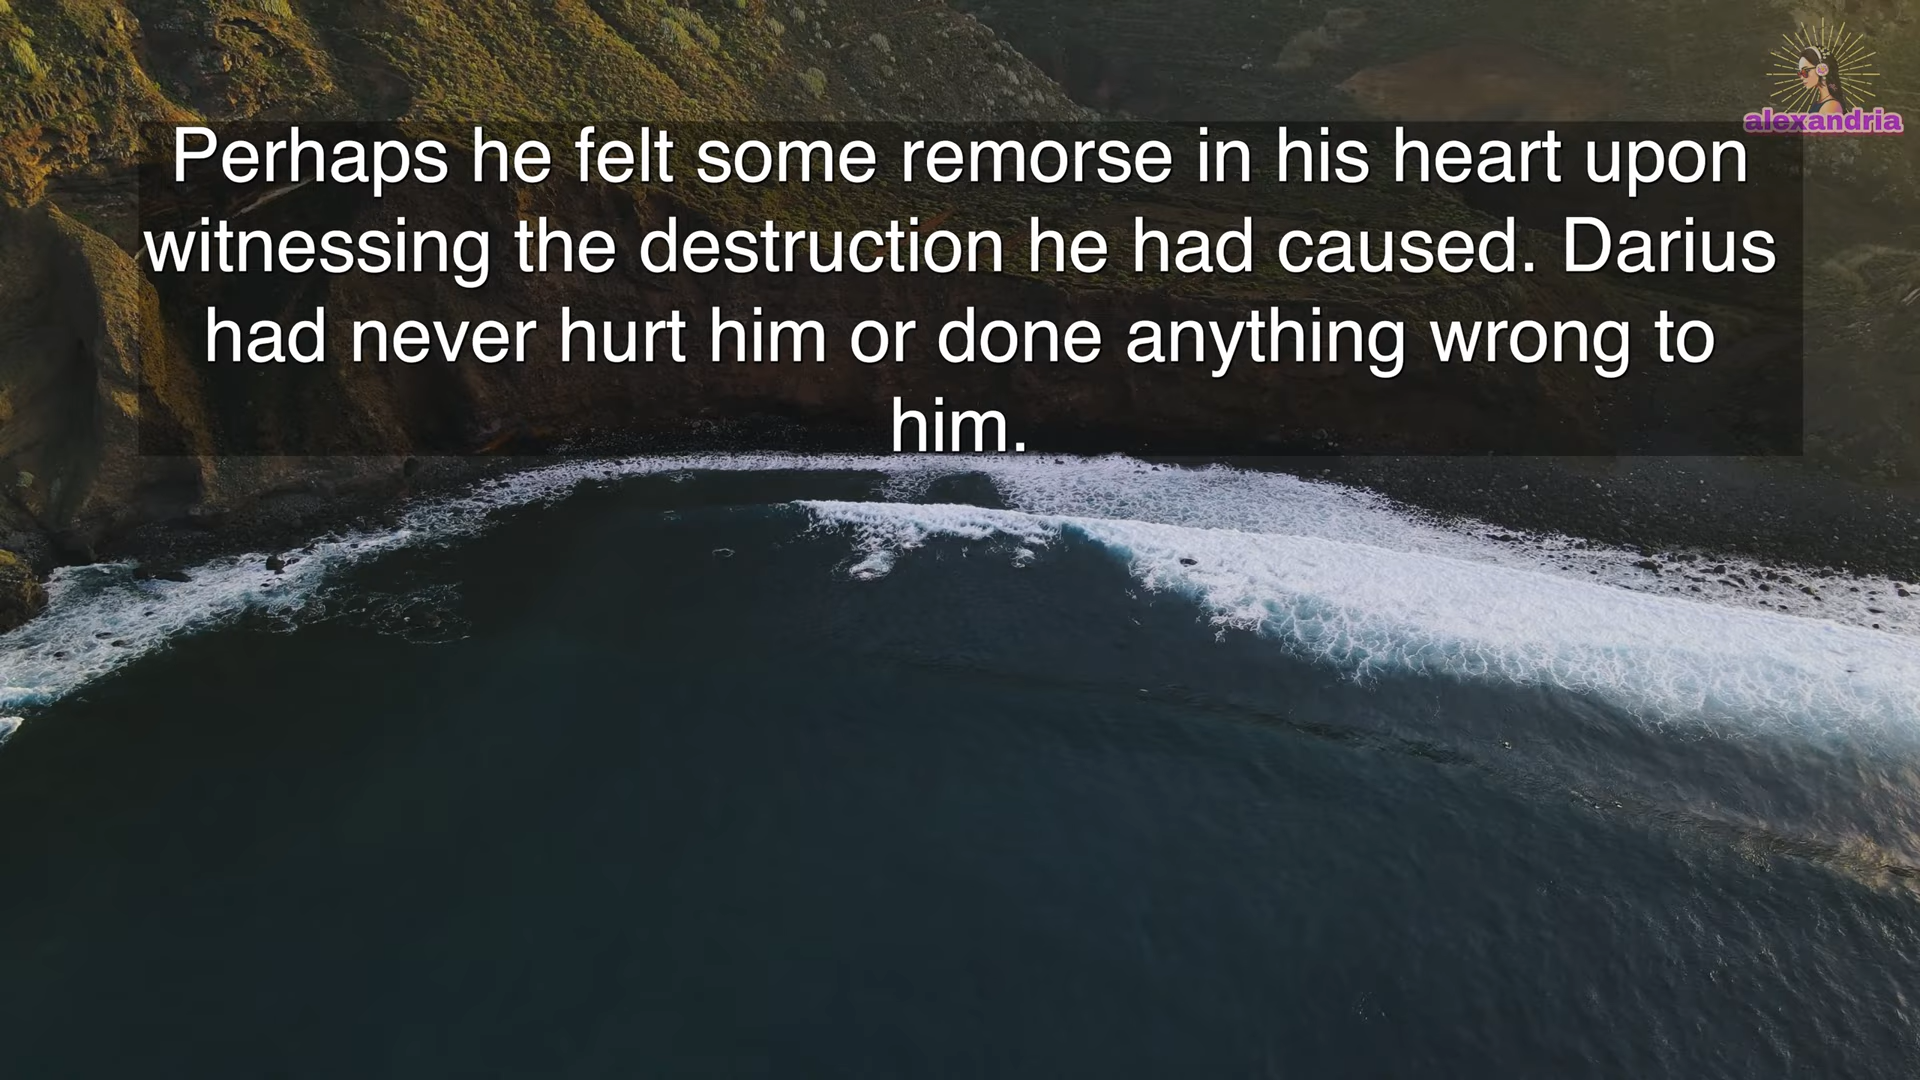 alexandria
Perhaps he felt some remorse in his heart upon
witnessing the destruction he had caused. Darius
had never hurt him or done anything wrong to
him.